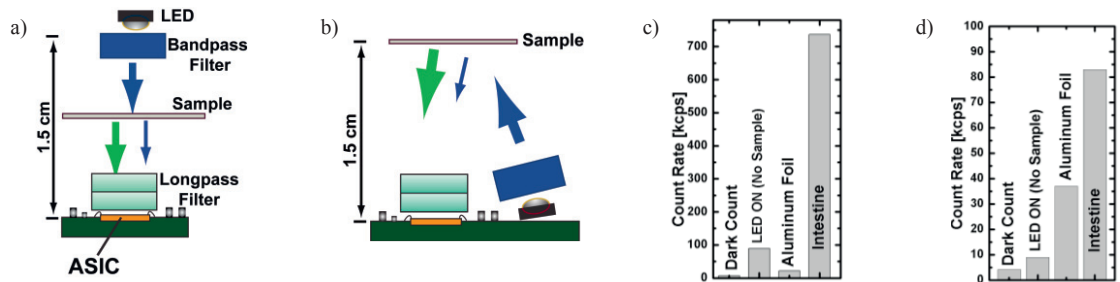 a)
LED
Bandpass
Filter
Sample
1.5 cm
Longpass
Filter
ASIC
b)
Sample
1.5 cm
c)
Count Rate [kcps]
700
600
500
400
300
200
100
0
Dark Count
LED ON (No Sample)
Aluminum Foil
Intestine
d)
Count Rate [kcps]
100
90
80
70
60
50
40
30
20
10
0
Dark Count
LED ON (No Sample)
Aluminum Foil
Intestine